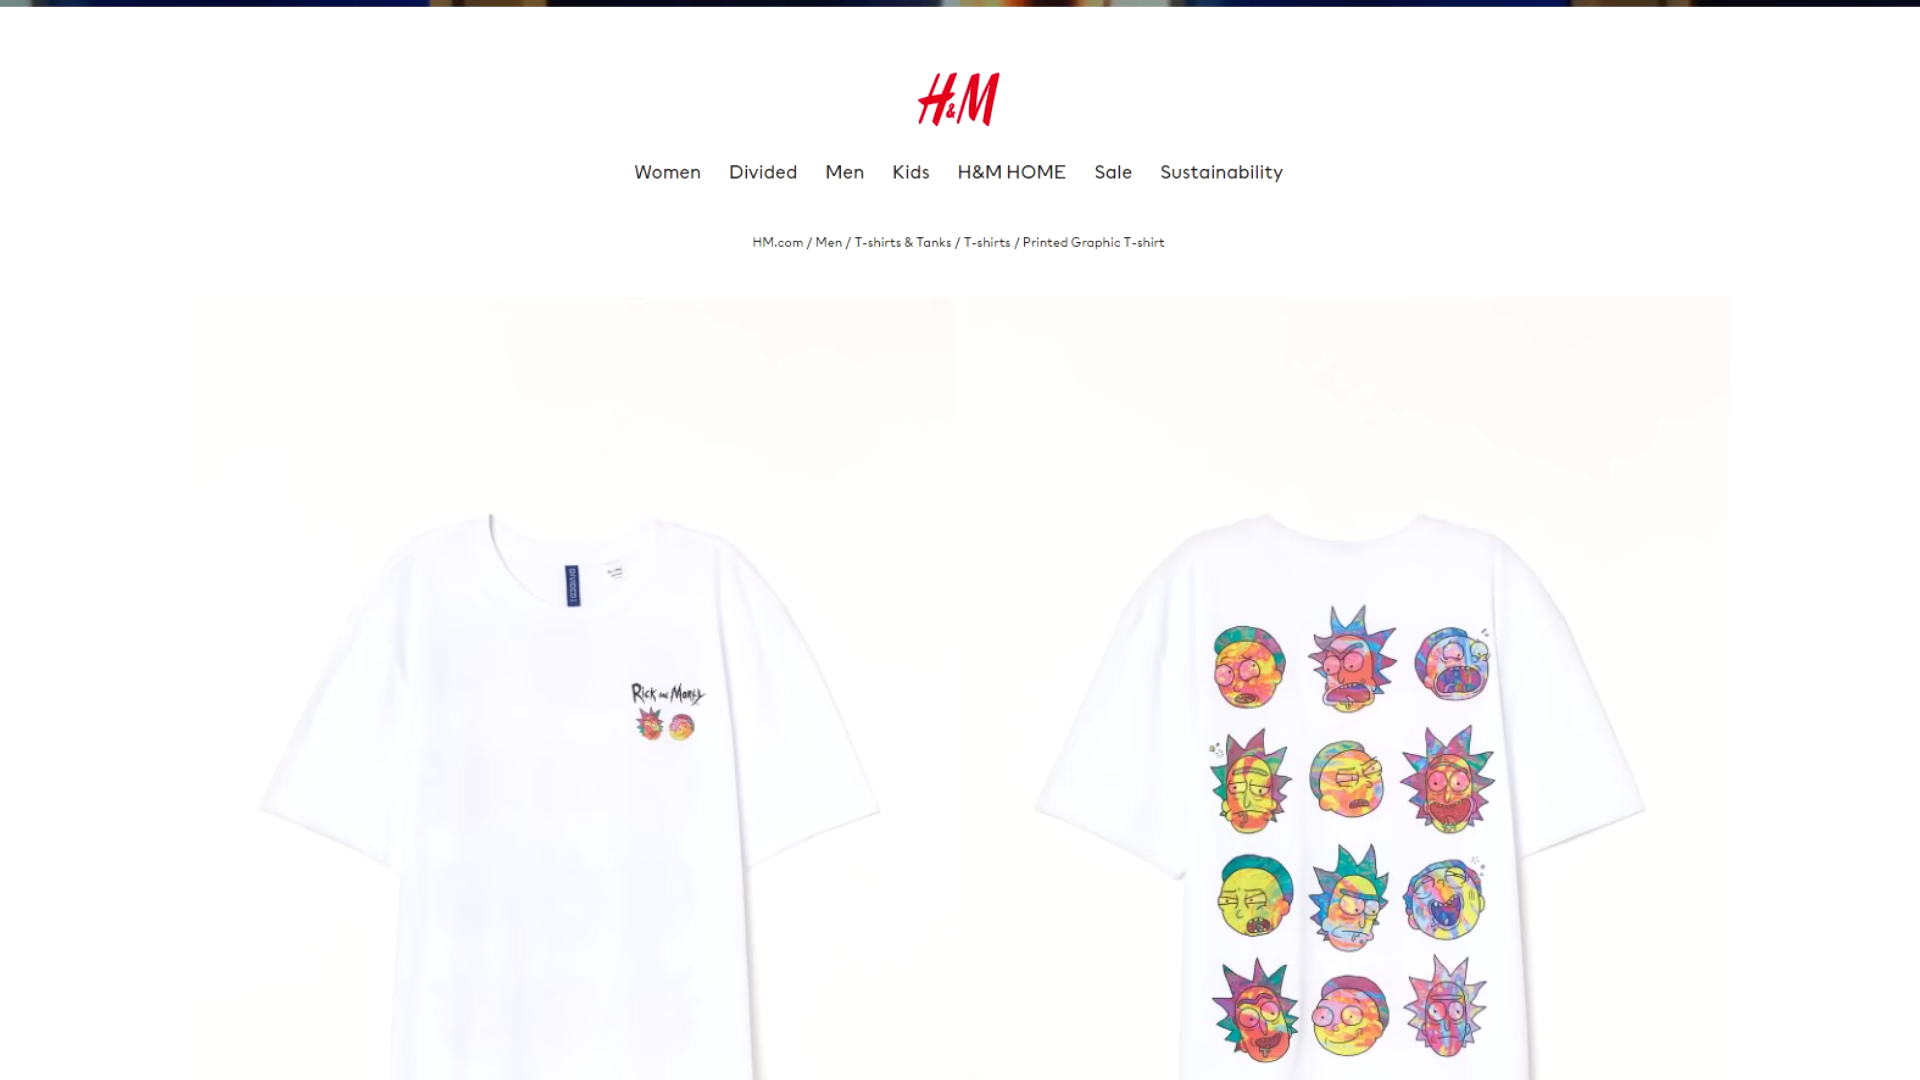 H&M
Women Divided Men Kids H&M HOME Sale Sustainability
HM.com / Men / T-shirts & Tanks / T-shirts / Printed Graphic T-shirt
DIVIDED
Rick and Morty